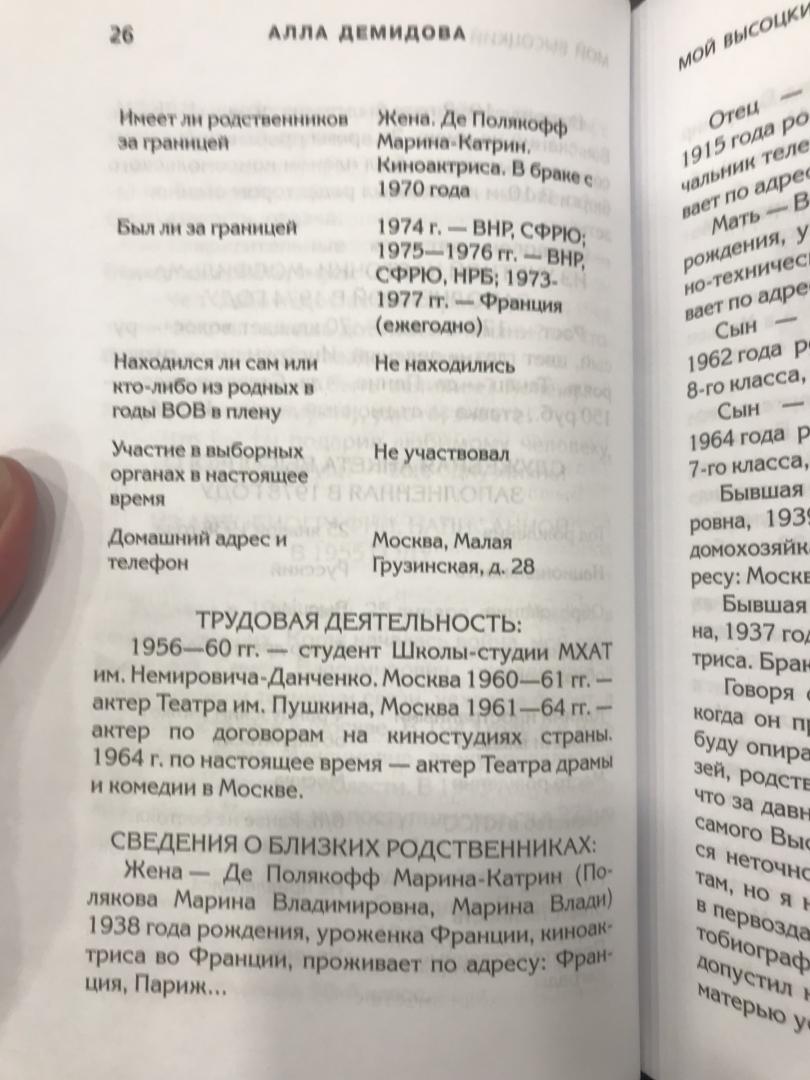 26
АЛЛА ДЕМИДОВА
Имеет ли родственников
за границей
Жена. Де Полякофф
Марина-Катрин.
Киноактриса. В браке с
1970 года
Был ли за границей
1974 г. — ВНР, СФРЮ;
1975—1976 гг. — ВНР,
СФРЮ, НРБ; 1973-
1977 гг. — Франция
(ежегодно)
Находился ли сам или
кто-либо из родных в
годы ВОВ в плену
Не находились
Участие в выборных
органах в настоящее
время
Не участвовал
Домашний адрес и
телефон
Москва, Малая
Грузинская, д. 28
ТРУДОВАЯ ДЕЯТЕЛЬНОСТЬ:
1956—60 гг. — студент Школы-студии МХАТ
им. Немировича-Данченко. Москва 1960—61 гг. —
актер Театра им. Пушкина, Москва 1961—64 гг. —
актер по договорам на киностудиях страны.
1964 г. по настоящее время — актер Театра драмы
и комедии в Москве.
СВЕДЕНИЯ О БЛИЗКИХ РОДСТВЕННИКАХ:
Жена — Де Полякофф Марина-Катрин (По-
лякова Марина Владимировна, Марина Влади)
1938 года рождения, уроженка Франции, киноак-
триса во Франции, проживает по адресу: Фран-
ция, Париж...
МОЙ ВЫСОЦКИ
Отец —
1915 года ро
чальник теле
вает по адрес
Мать — В
рождения, у
но-техническ
вает по адре
Сын —
1962 года р
8-го класса,
Сын —
1964 года р
7-го класса,
Бывшая
ровна, 1939
домохозяйк
ресу: Москв
Бывшая
на, 1937 год
триса. Брак
Говоря с
когда он пр
буду опира
зей, родств
что за давн
самого Выс
ся неточно
там, но я н
в первозда
тобиограф
допустил н
матерью ус